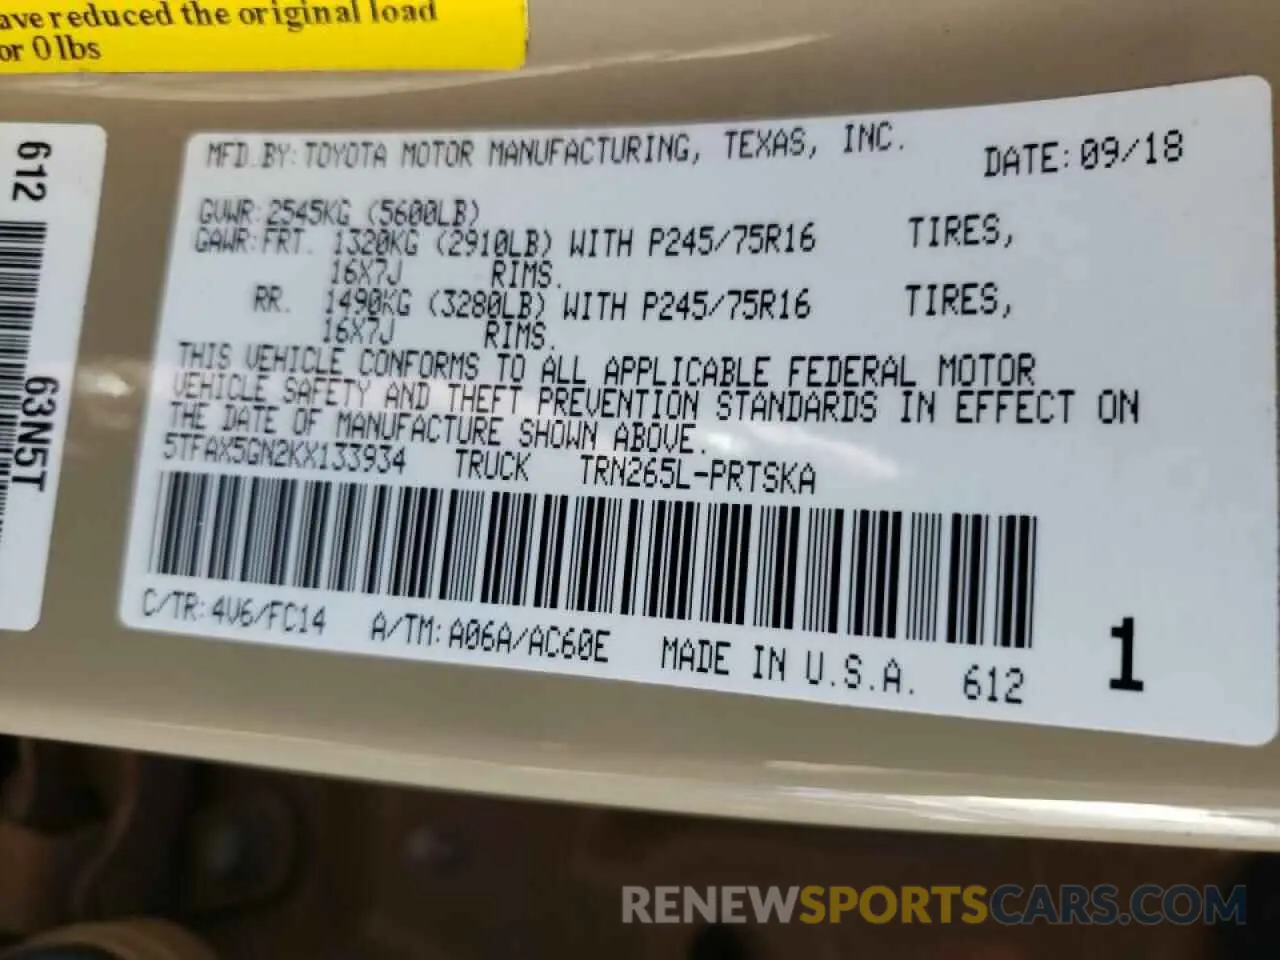 ave reduced the original load
or 0 lbs
612
63N5T
MFD.BY: TOYOTA MOTOR MANUFACTURING, TEXAS, INC. DATE: 09/18
GVWR: 2545KG (5600LB)
GAWR: FRT. 1320KG (2910LB) WITH P245/75R16 TIRES,
16X7J RIMS.
RR. 1490KG (3280LB) WITH P245/75R16 TIRES,
16X7J RIMS.
THIS VEHICLE CONFORMS TO ALL APPLICABLE FEDERAL MOTOR
VEHICLE SAFETY AND THEFT PREVENTION STANDARDS IN EFFECT ON
THE DATE OF MANUFACTURE SHOWN ABOVE.
5TFAX5GN2KX133934 TRUCK TRN265L-PRTSKA
C/TR: 4V6/FC14 A/TM: A06A/AC60E MADE IN U.S.A. 612 1
RENEWSPORTSCARS.COM